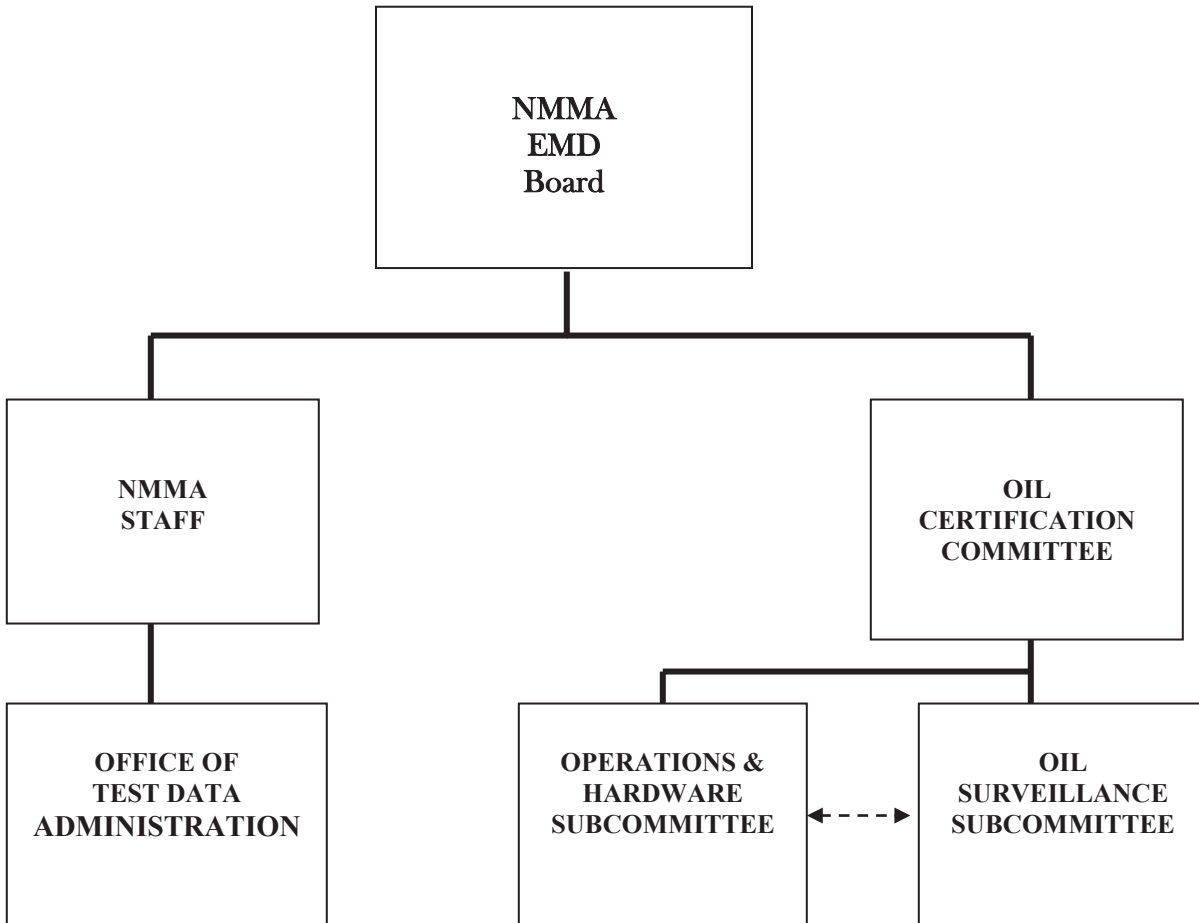 NMMA
EMD
Board
NMMA
STAFF
OIL
CERTIFICATION
COMMITTEE
OFFICE OF
TEST DATA
ADMINISTRATION
OPERATIONS &
HARDWARE
SUBCOMMITTEE
OIL
SURVEILLANCE
SUBCOMMITTEE